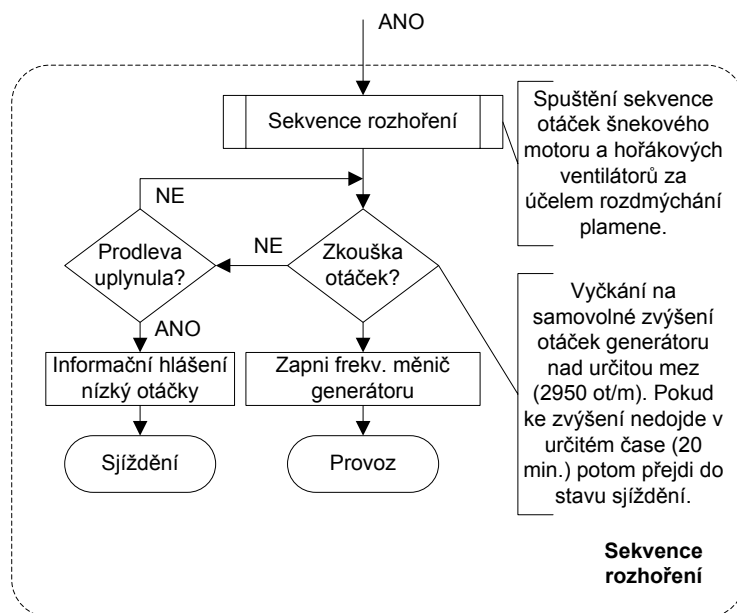 ANO
Sekvence rozhoření
Spuštění sekvence
otáček šnekového
motoru a hořákových
ventilátorů za
účelem rozdmýchání
plamene.
NE
Prodleva
uplynula?
NE
Zkouška
otáček?
ANO
Informační hlášení
nízký otáčky
Zapni frekv. měnič
generátoru
Sjíždění
Provoz
Vyčkání na
samovolné zvýšení
otáček generátoru
nad určitou mez
(2950 ot/m). Pokud
ke zvýšení nedojde v
určitém čase (20
min.) potom přejdi do
stavu sjíždění.
Sekvence
rozhoření